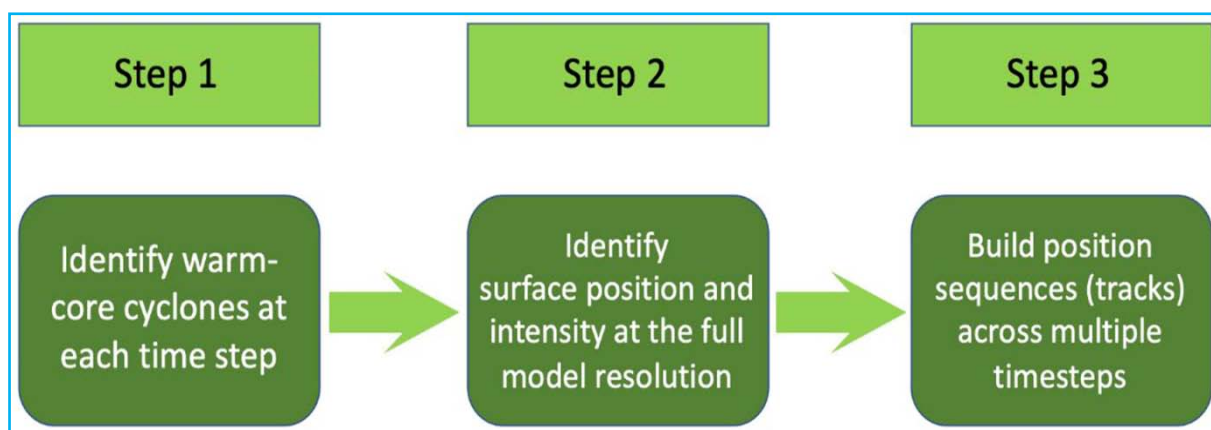 Step 1
Step 2
Step 3
Identify warm-
core cyclones at
each time step
Identify
surface position and
intensity at the full
model resolution
Build position
sequences (tracks)
across multiple
timesteps